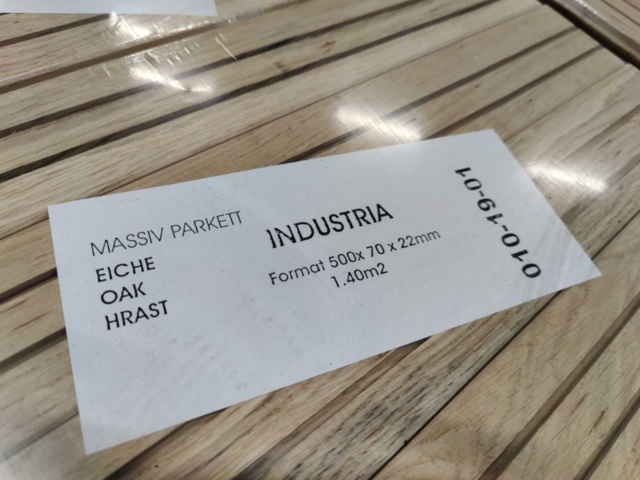 MASSIV PARKETT
EICHE
OAK
HRAST
INDUSTRIA
Format 500x 70 x 22mm
1.40m2
010-19-01